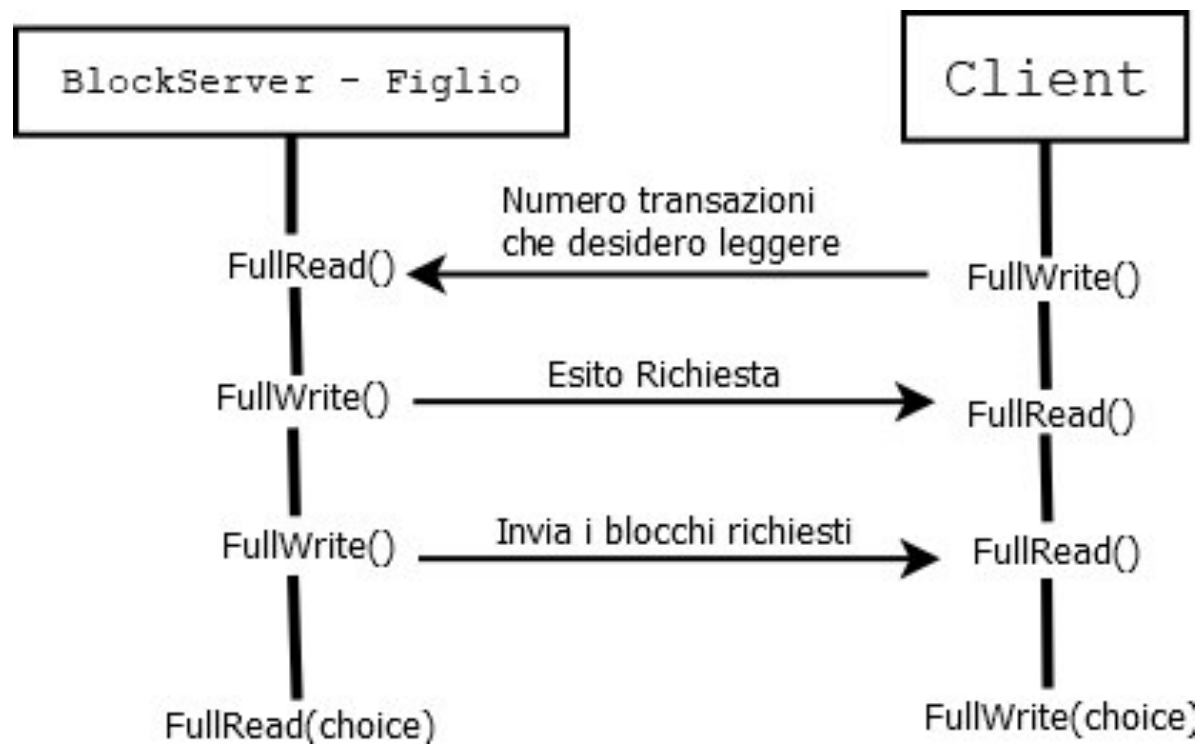 BlockServer - Figlio
Client
Numero transazioni
che desidero leggere
FullRead()
FullWrite()
Esito Richiesta
FullWrite()
FullRead()
Invia i blocchi richiesti
FullWrite()
FullRead()
FullRead(choice)
FullWrite(choice)